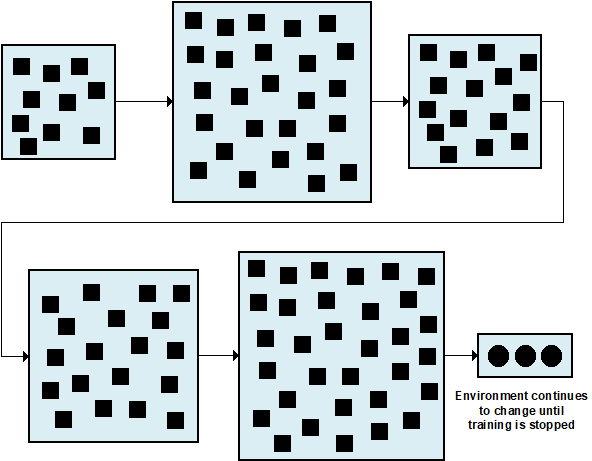 Environment continues
to change until
training is stopped